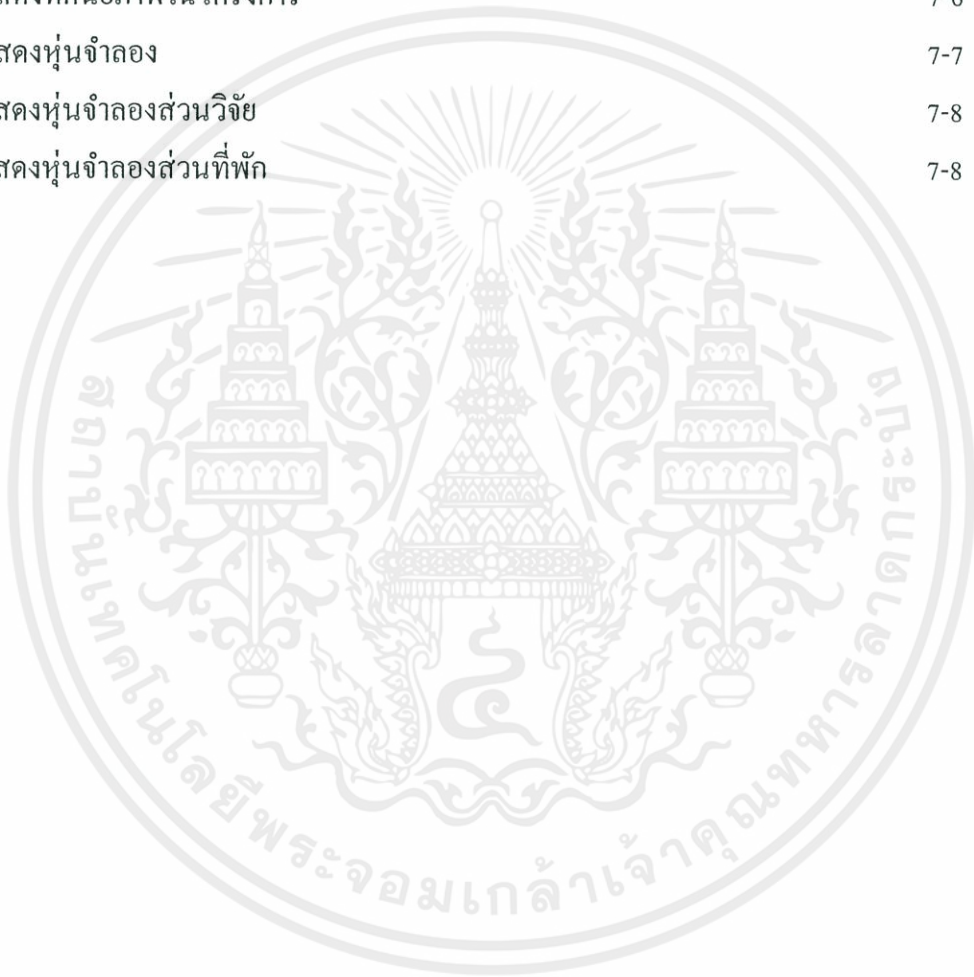 สดงหุ่นจำลอง 7-7
สดงหุ่นจำลองส่วนวิจัย 7-8
สดงหุ่นจำลองส่วนที่พัก 7-8
สถาบันเทคโนโลยีพระจอมเกล้าเจ้าคุณทหารลาดกระบัง
๔